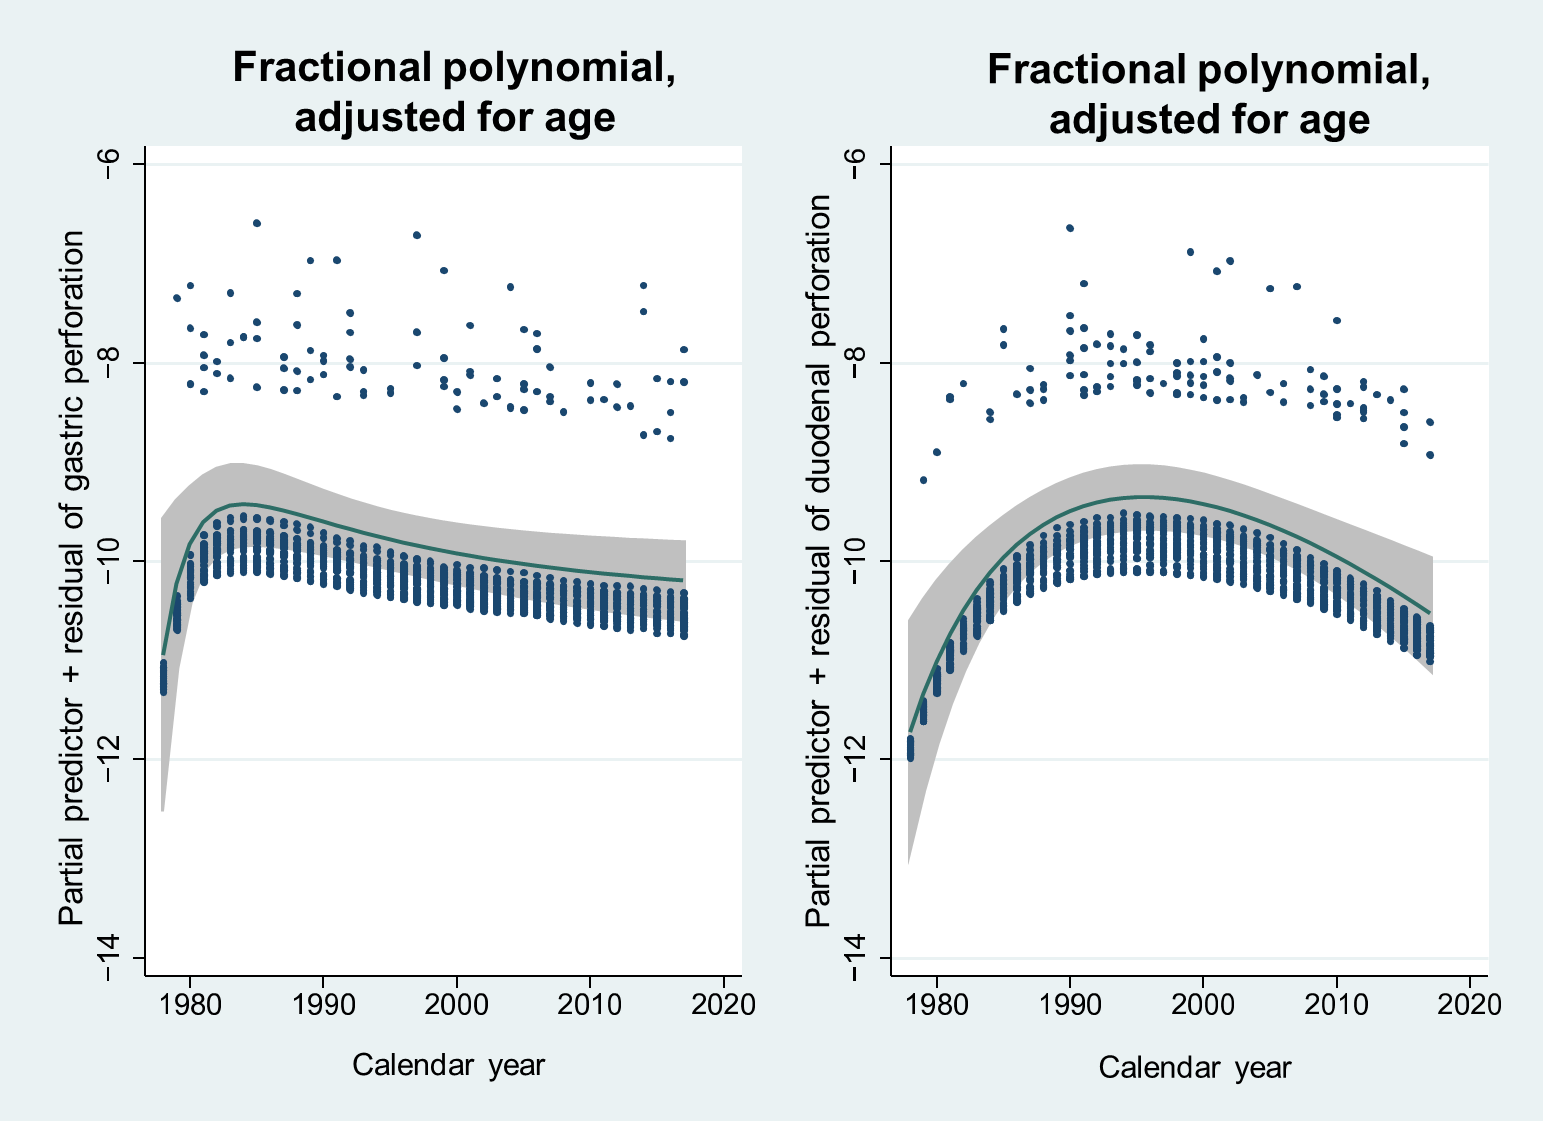 Fractional polynomial,
adjusted for age
Partial predictor + residual of gastric perforation
−6
−8
−10
−12
−14
1980 1990 2000 2010 2020
Calendar year
Fractional polynomial,
adjusted for age
Partial predictor + residual of duodenal perforation
−6
−8
−10
−12
−14
1980 1990 2000 2010 2020
Calendar year